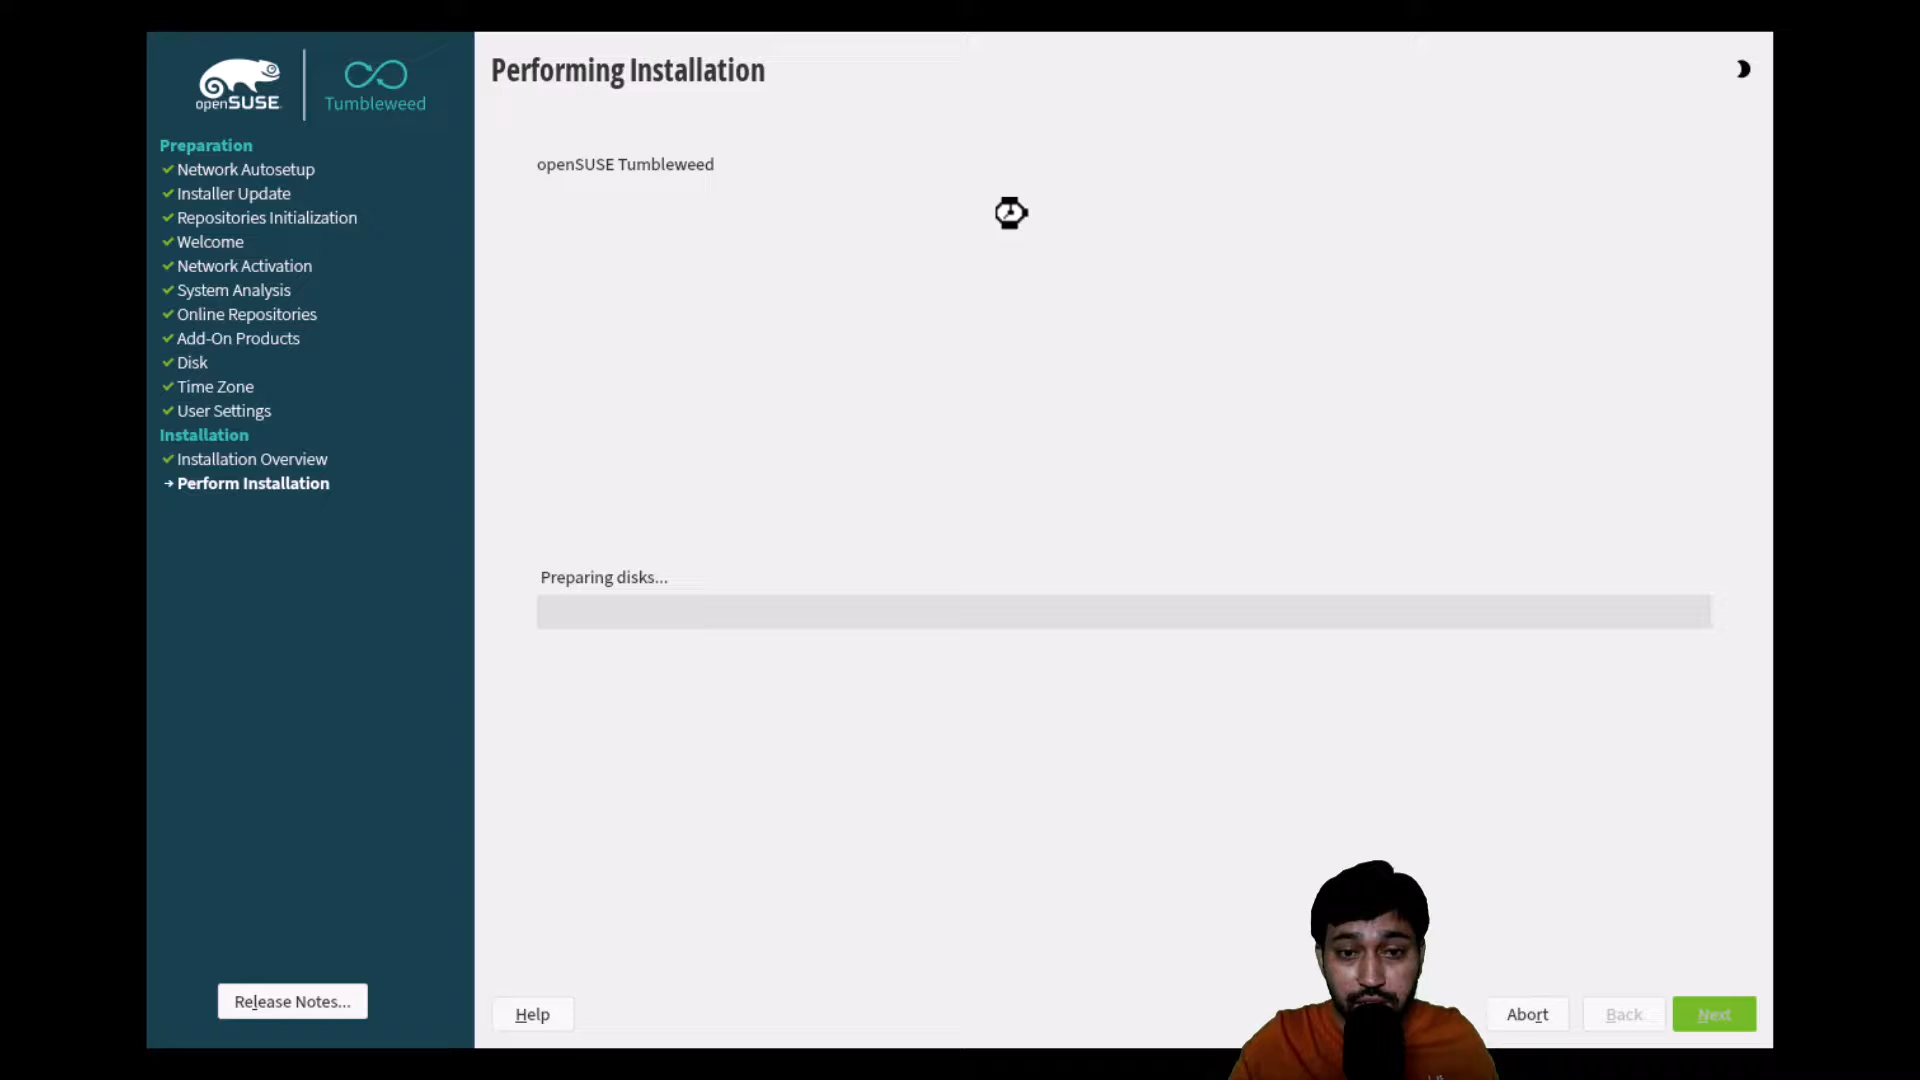 openSUSE
Tumbleweed
Preparation
Network Autosetup
Installer Update
Repositories Initialization
Welcome
Network Activation
System Analysis
Online Repositories
Add-On Products
Disk
Time Zone
User Settings
Installation
Installation Overview
Perform Installation
Release Notes...
Performing Installation
openSUSE Tumbleweed
Preparing disks...
Help
Abort
Back
Next